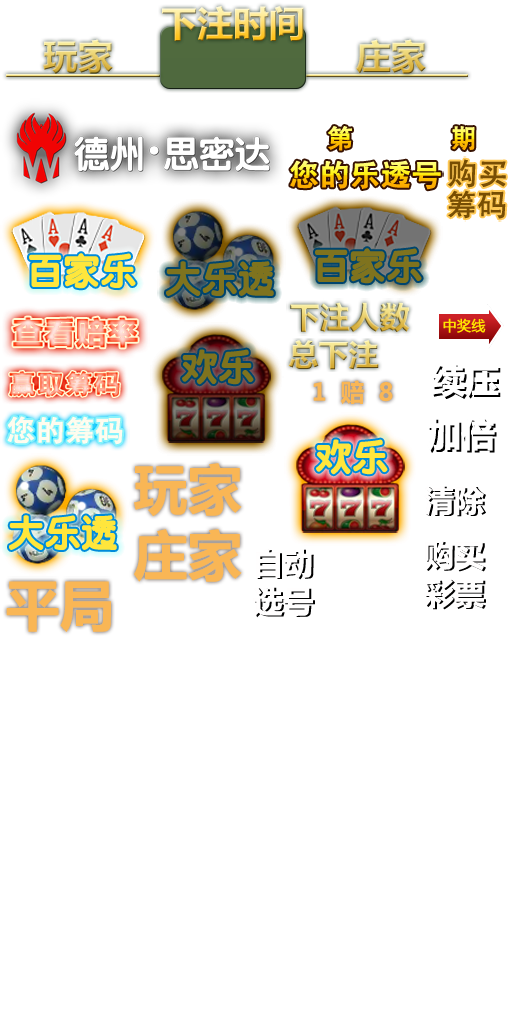 下注时间
玩家
庄家
德州·思密达
第 期
您的乐透号
购买
筹码
百家乐
大乐透
百家乐
查看赔率
赢取筹码
您的筹码
欢乐
下注人数
总下注
1 赔 8
中奖线
续压
加倍
欢乐
清除
大乐透
玩家
庄家
自动
选号
购买
彩票
平局